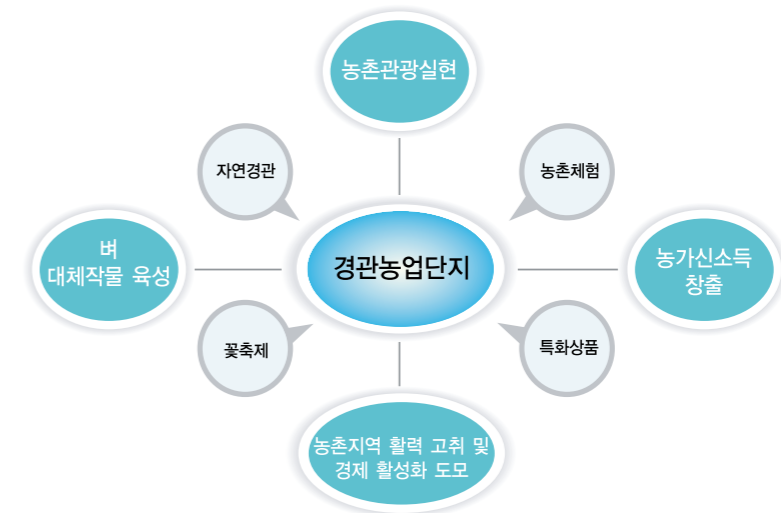 농촌관광실현
자연경관
농촌체험
벼
대체작물 육성
경관농업단지
농가신소득
창출
꽃축제
특화상품
농촌지역 활력 고취 및
경제 활성화 도모